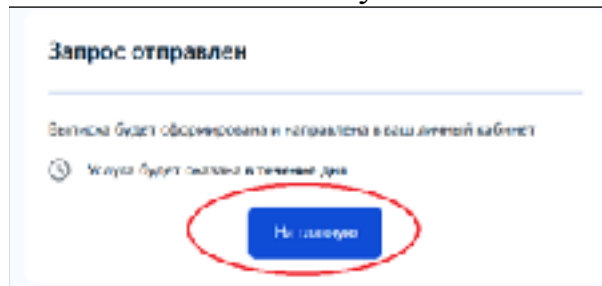 Запрос отправлен
Выписка будет сформирована и направлена в ваш личный кабинет
Услуга будет оказана в течение дня
На главную